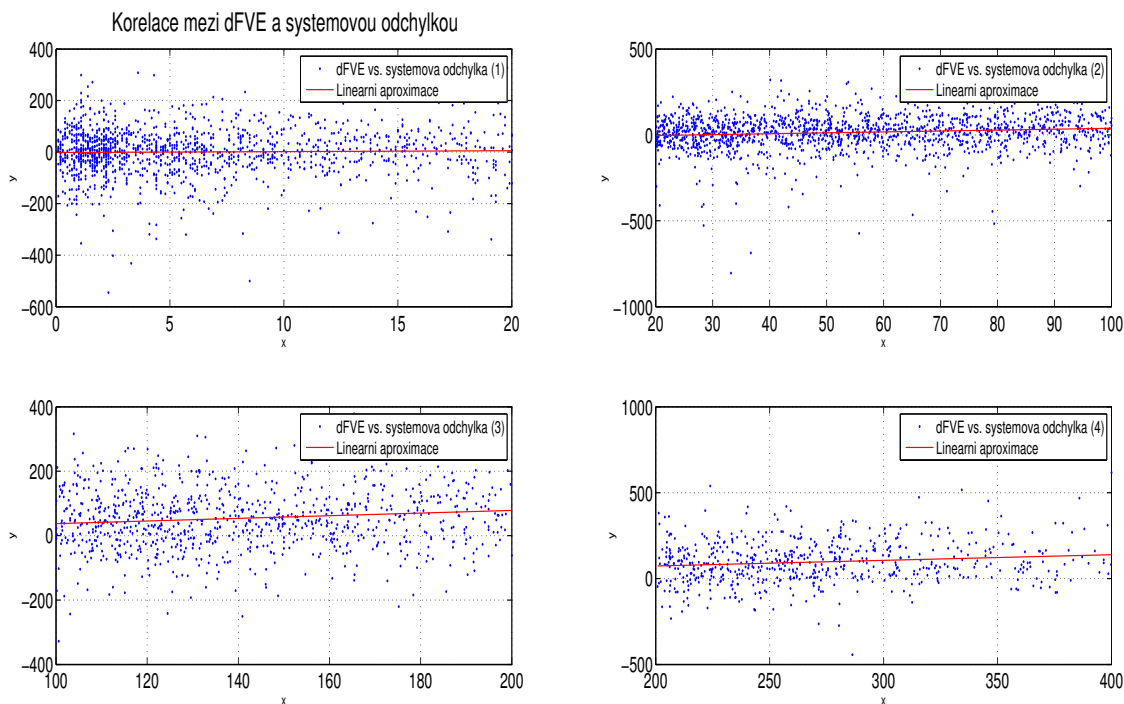 Korelace mezi dFVE a systemovou odchylkou
400
200
0
−200
−400
−600
y
0
5
10
15
20
x
dFVE vs. systemova odchylka (1)
Linearni aproximace
500
0
−500
−1000
y
20
30
40
50
60
70
80
90
100
x
dFVE vs. systemova odchylka (2)
Linearni aproximace
400
200
0
−200
−400
y
100
120
140
160
180
200
x
dFVE vs. systemova odchylka (3)
Linearni aproximace
1000
500
0
−500
y
200
250
300
350
400
x
dFVE vs. systemova odchylka (4)
Linearni aproximace